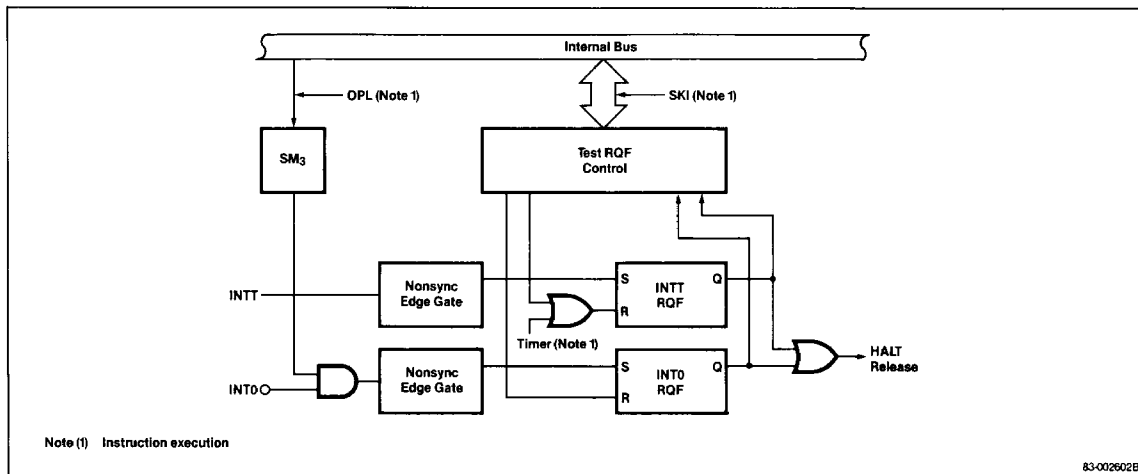 Internal Bus
OPL (Note 1)
SKI (Note 1)
SM3
Test RQF
Control
INTT
Nonsync
Edge Gate
S
R
INTT
RQF
Q
Timer (Note 1)
INT0
Nonsync
Edge Gate
S
R
INT0
RQF
Q
HALT
Release
Note (1) Instruction execution
83-002602B